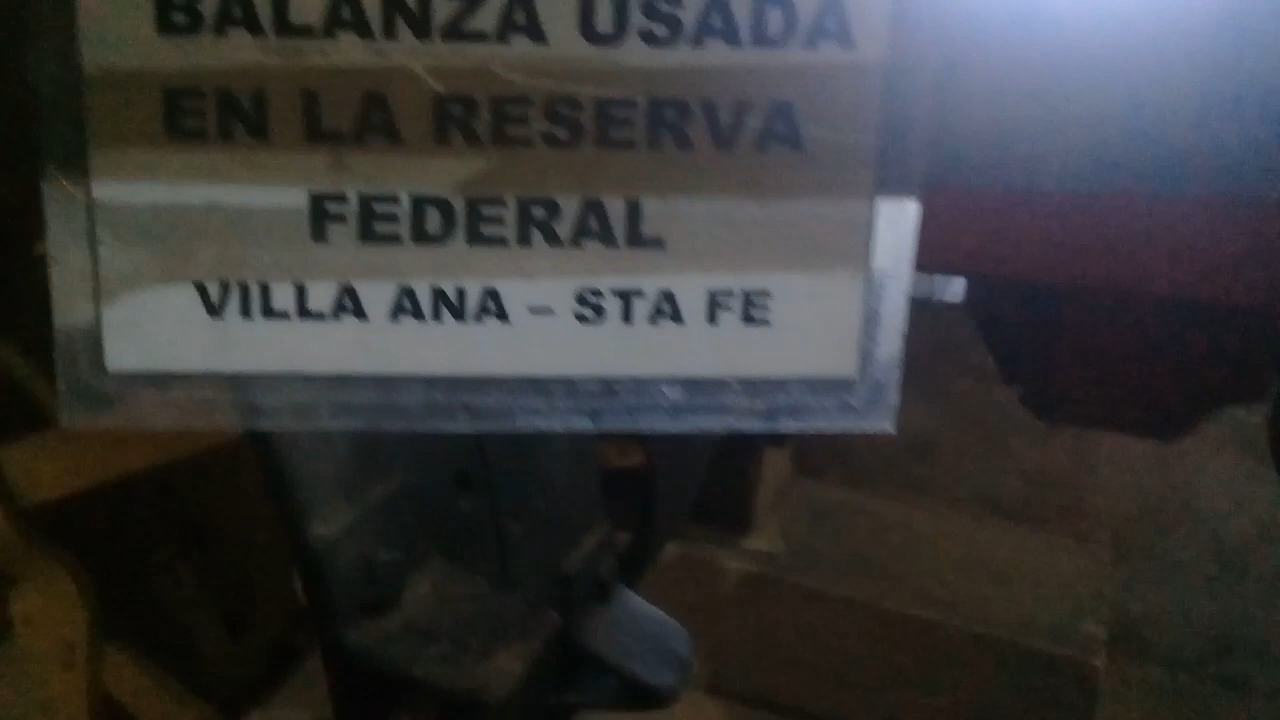 BALANZA USADA
EN LA RESERVA
FEDERAL
VILLA ANA – STA FE